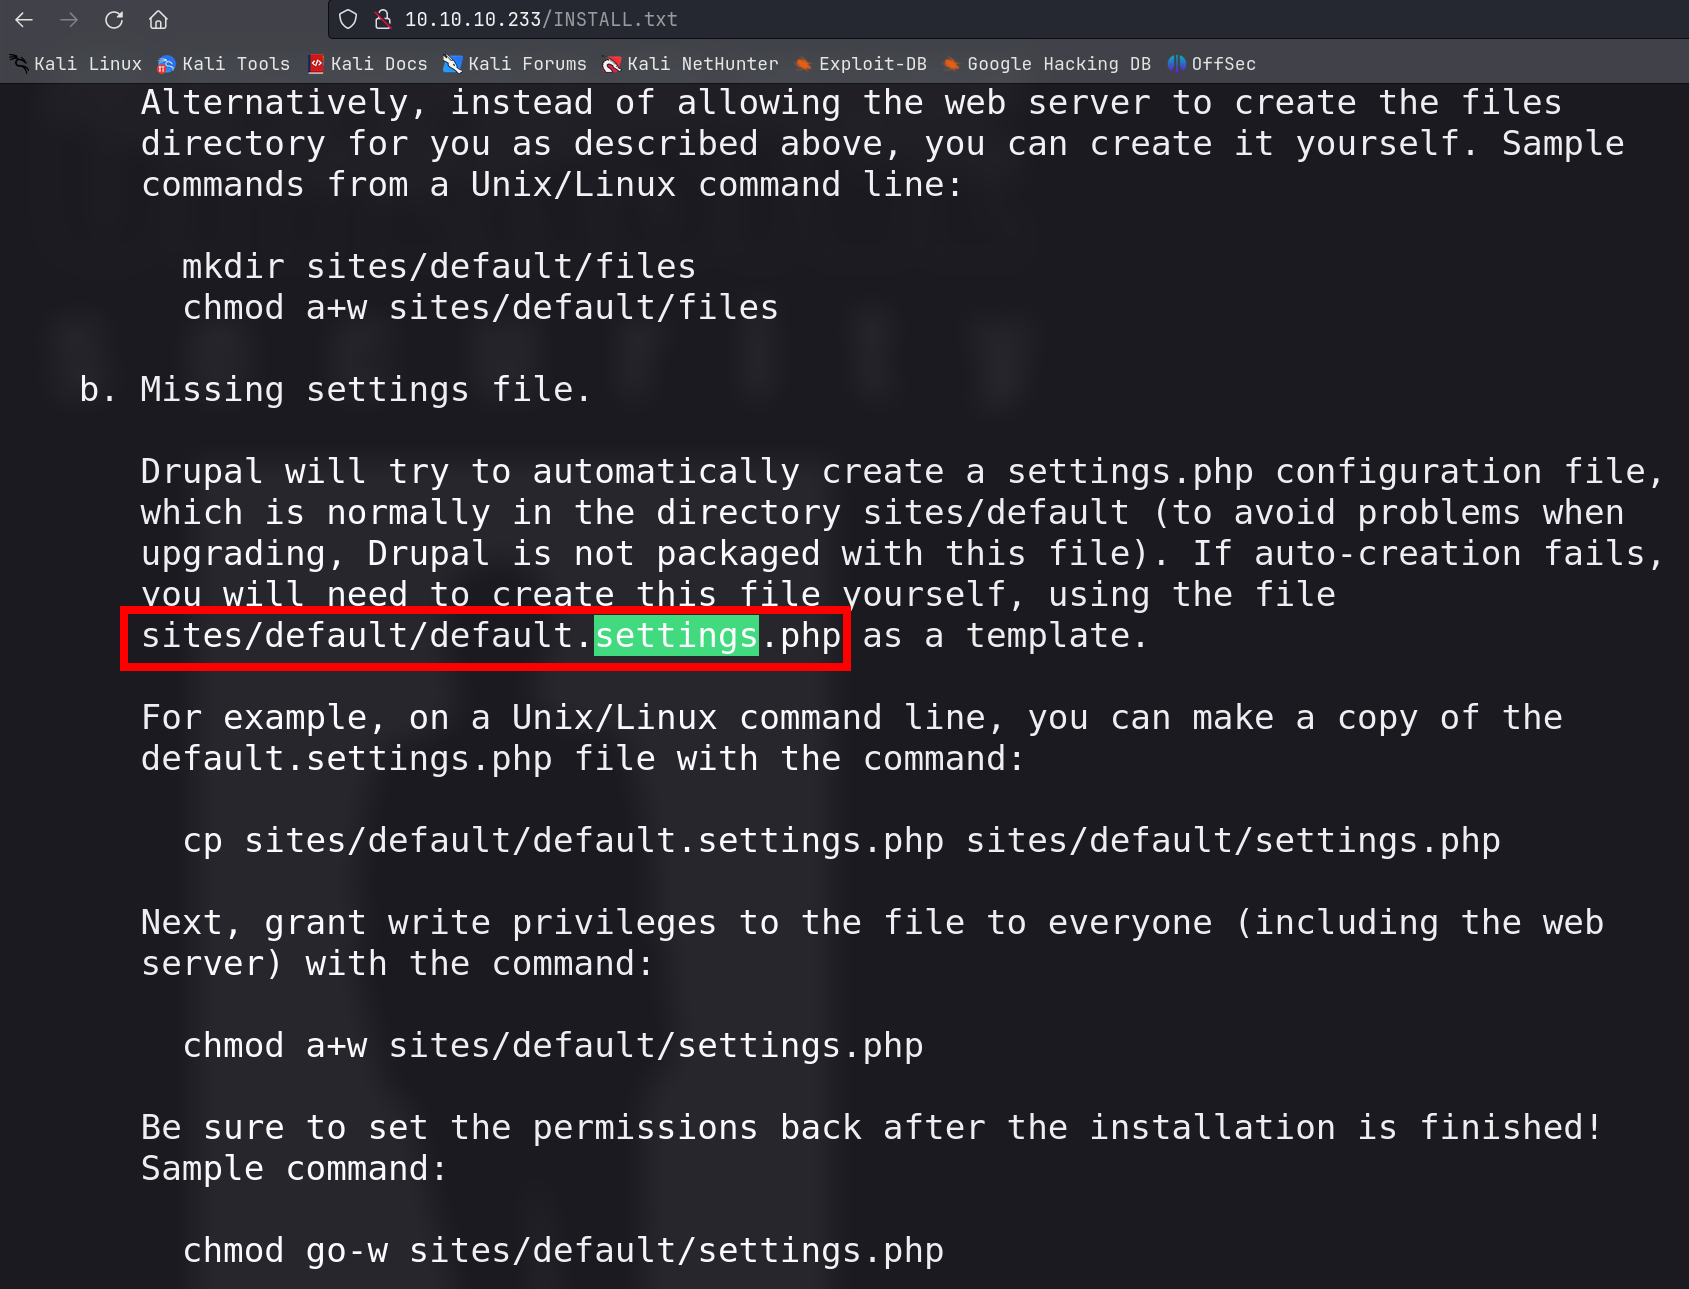 10.10.10.233/INSTALL.txt
Kali Linux Kali Tools Kali Docs Kali Forums Kali NetHunter Exploit-DB Google Hacking DB OffSec
Alternatively, instead of allowing the web server to create the files
directory for you as described above, you can create it yourself. Sample
commands from a Unix/Linux command line:
mkdir sites/default/files
chmod a+w sites/default/files
b. Missing settings file.
Drupal will try to automatically create a settings.php configuration file,
which is normally in the directory sites/default (to avoid problems when
upgrading, Drupal is not packaged with this file). If auto-creation fails,
you will need to create this file yourself, using the file
sites/default/default.settings.php as a template.
For example, on a Unix/Linux command line, you can make a copy of the
default.settings.php file with the command:
cp sites/default/default.settings.php sites/default/settings.php
Next, grant write privileges to the file to everyone (including the web
server) with the command:
chmod a+w sites/default/settings.php
Be sure to set the permissions back after the installation is finished!
Sample command:
chmod go-w sites/default/settings.php